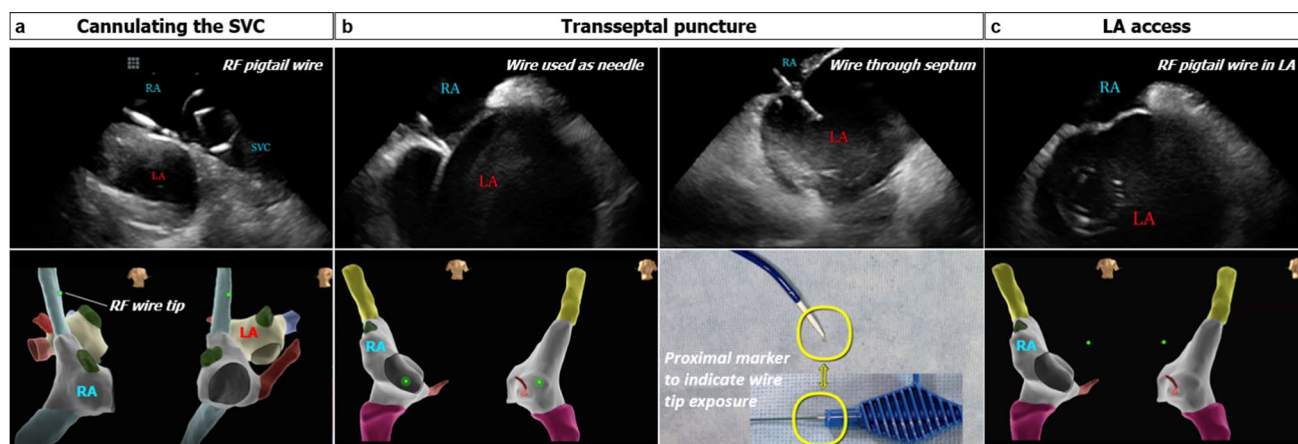 a
Cannulating the SVC
b
Transseptal puncture
c
LA access
RF pigtail wire
RA
SVC
LA
Wire used as needle
RA
LA
Wire through septum
RA
LA
RF pigtail wire in LA
RA
LA
RF wire tip
LA
RA
RA
Proximal marker
to indicate wire
tip exposure
RA